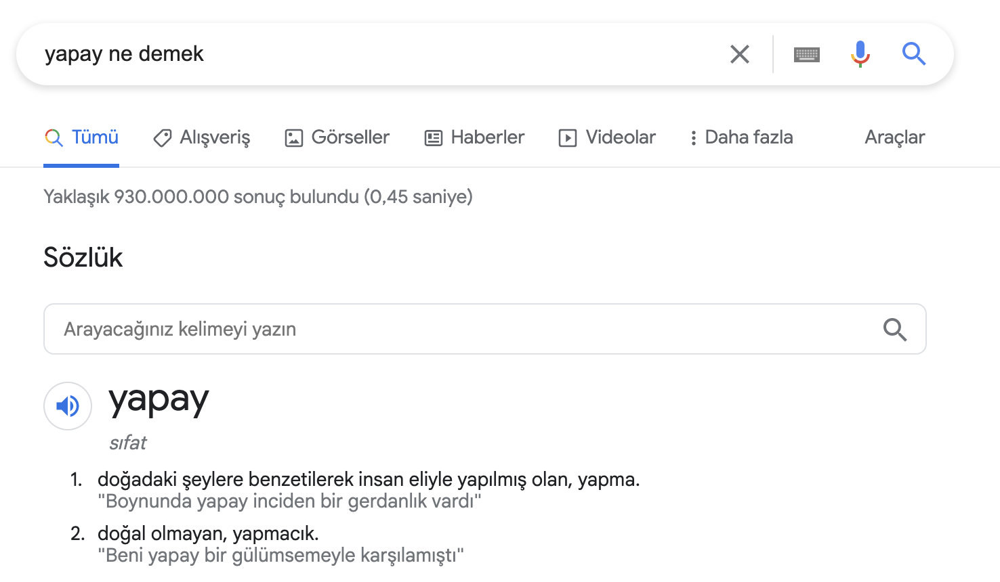 yapay ne demek
Tümü Alışveriş Görseller Haberler Videolar Daha fazla Araçlar
Yaklaşık 930.000.000 sonuç bulundu (0,45 saniye)
Sözlük
Arayacağınız kelimeyi yazın
yapay
sıfat
1. doğadaki şeylere benzetilerek insan eliyle yapılmış olan, yapma.
"Boynunda yapay inciden bir gerdanlık vardı"
2. doğal olmayan, yapmacık.
"Beni yapay bir gülümsemeyle karşılamıştı"